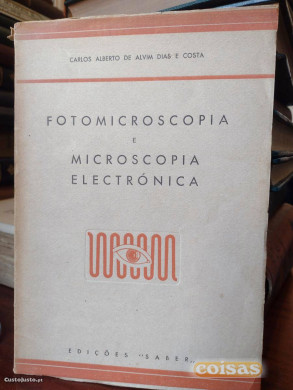 CARLOS ALBERTO DE ALVIM DIAS E COSTA
FOTOMICROSCOPIA
E
MICROSCOPIA
ELECTRÓNICA
EDIÇÕES "SABER"
CustoJusto.pt
coisas